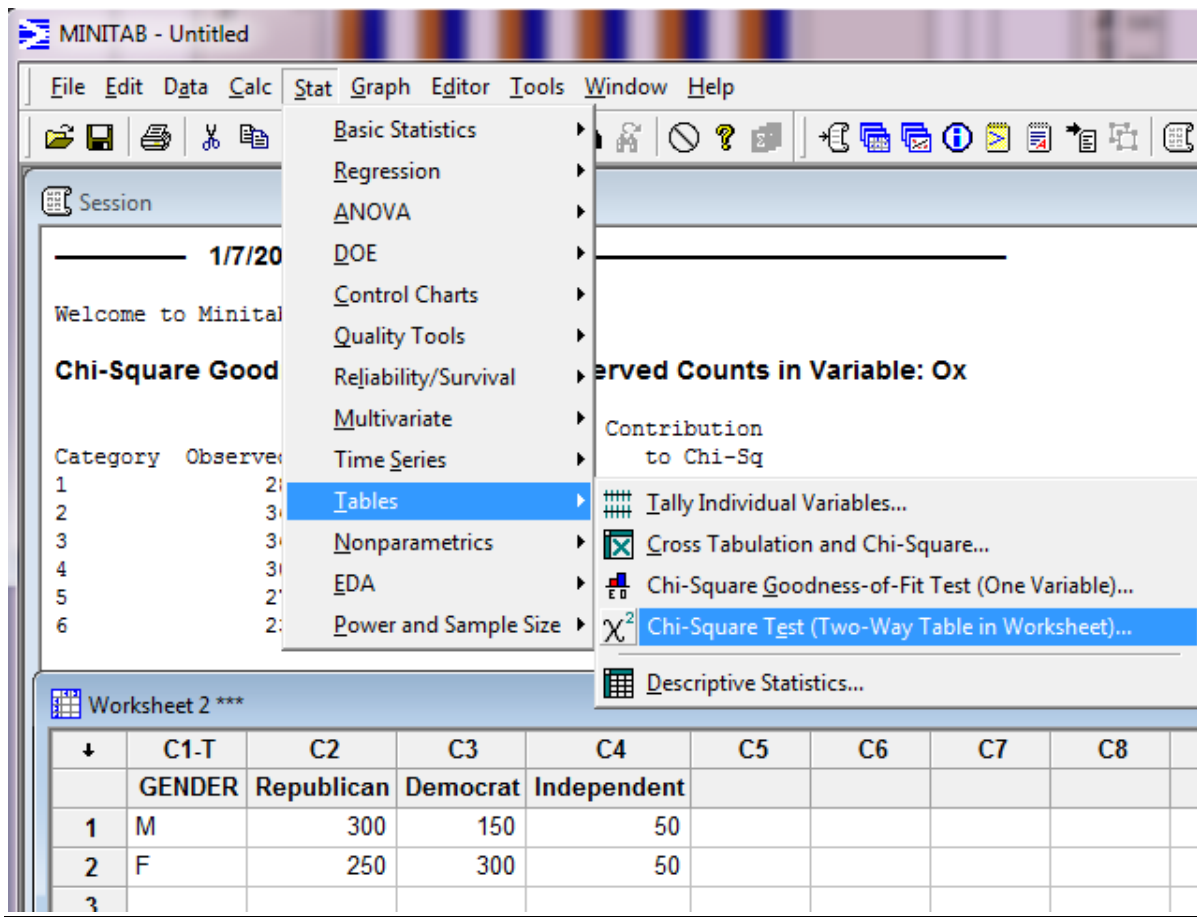 MINITAB - Untitled
File Edit Data Calc Stat Graph Editor Tools Window Help
Basic Statistics
Regression
ANOVA
DOE
Control Charts
Quality Tools
Reliability/Survival
Multivariate
Time Series
Tables
Nonparametrics
EDA
Power and Sample Size
Tally Individual Variables...
Cross Tabulation and Chi-Square...
Chi-Square Goodness-of-Fit Test (One Variable)...
χ² Chi-Square Test (Two-Way Table in Worksheet)...
Descriptive Statistics...
Session
1/7/20
Welcome to
Chi-Square Counts in Variable: Ox
Contribution
Category to Chi-Sq
1
2
3
4
5
6
Worksheet 2 ***
C1-T C2 C3 C4 C5 C6 C7 C8
GENDER Republican Democrat Independent
1 M 300 150 50
2 F 250 300 50
3